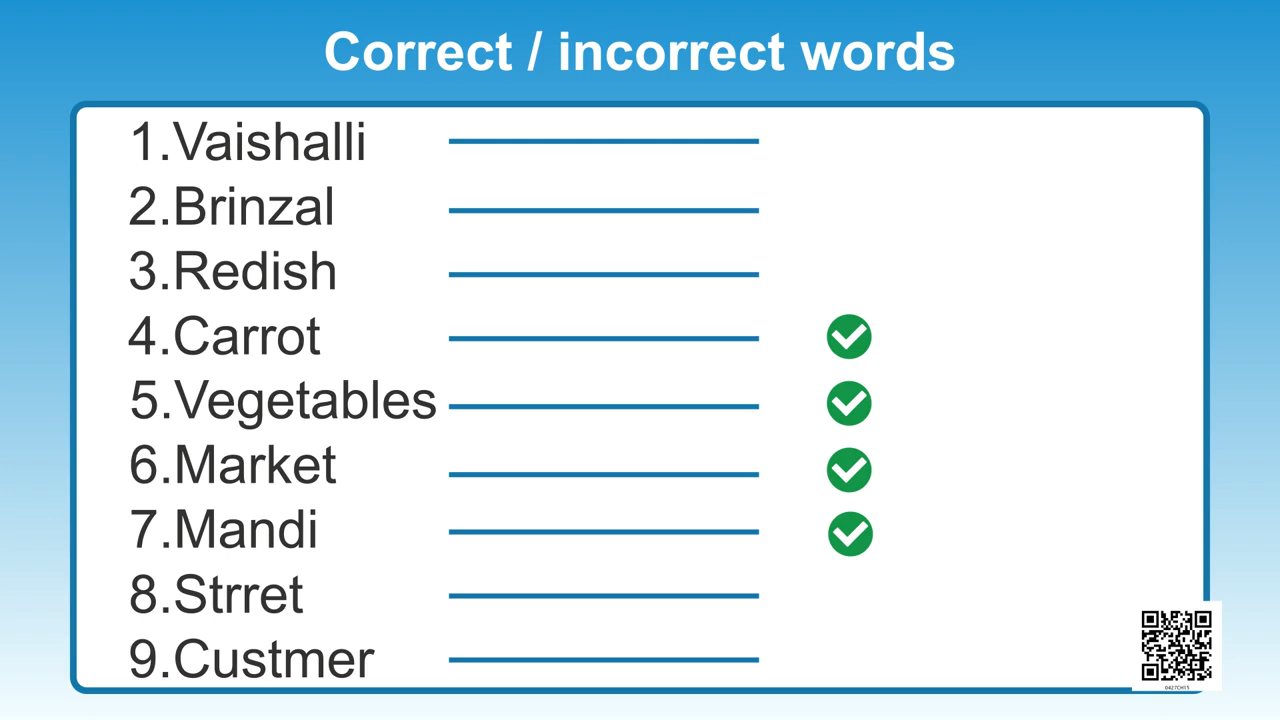 Correct / incorrect words
1.Vaishalli
2.Brinzal
3.Redish
4.Carrot
5.Vegetables
6.Market
7.Mandi
8.Strret
9.Custmer
0427CH15